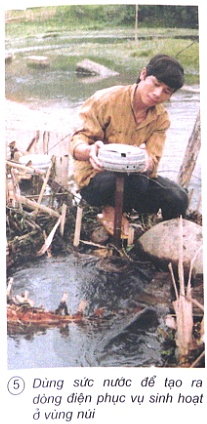 5 Dùng sức nước để tạo ra
dòng điện phục vụ sinh hoạt
ở vùng núi